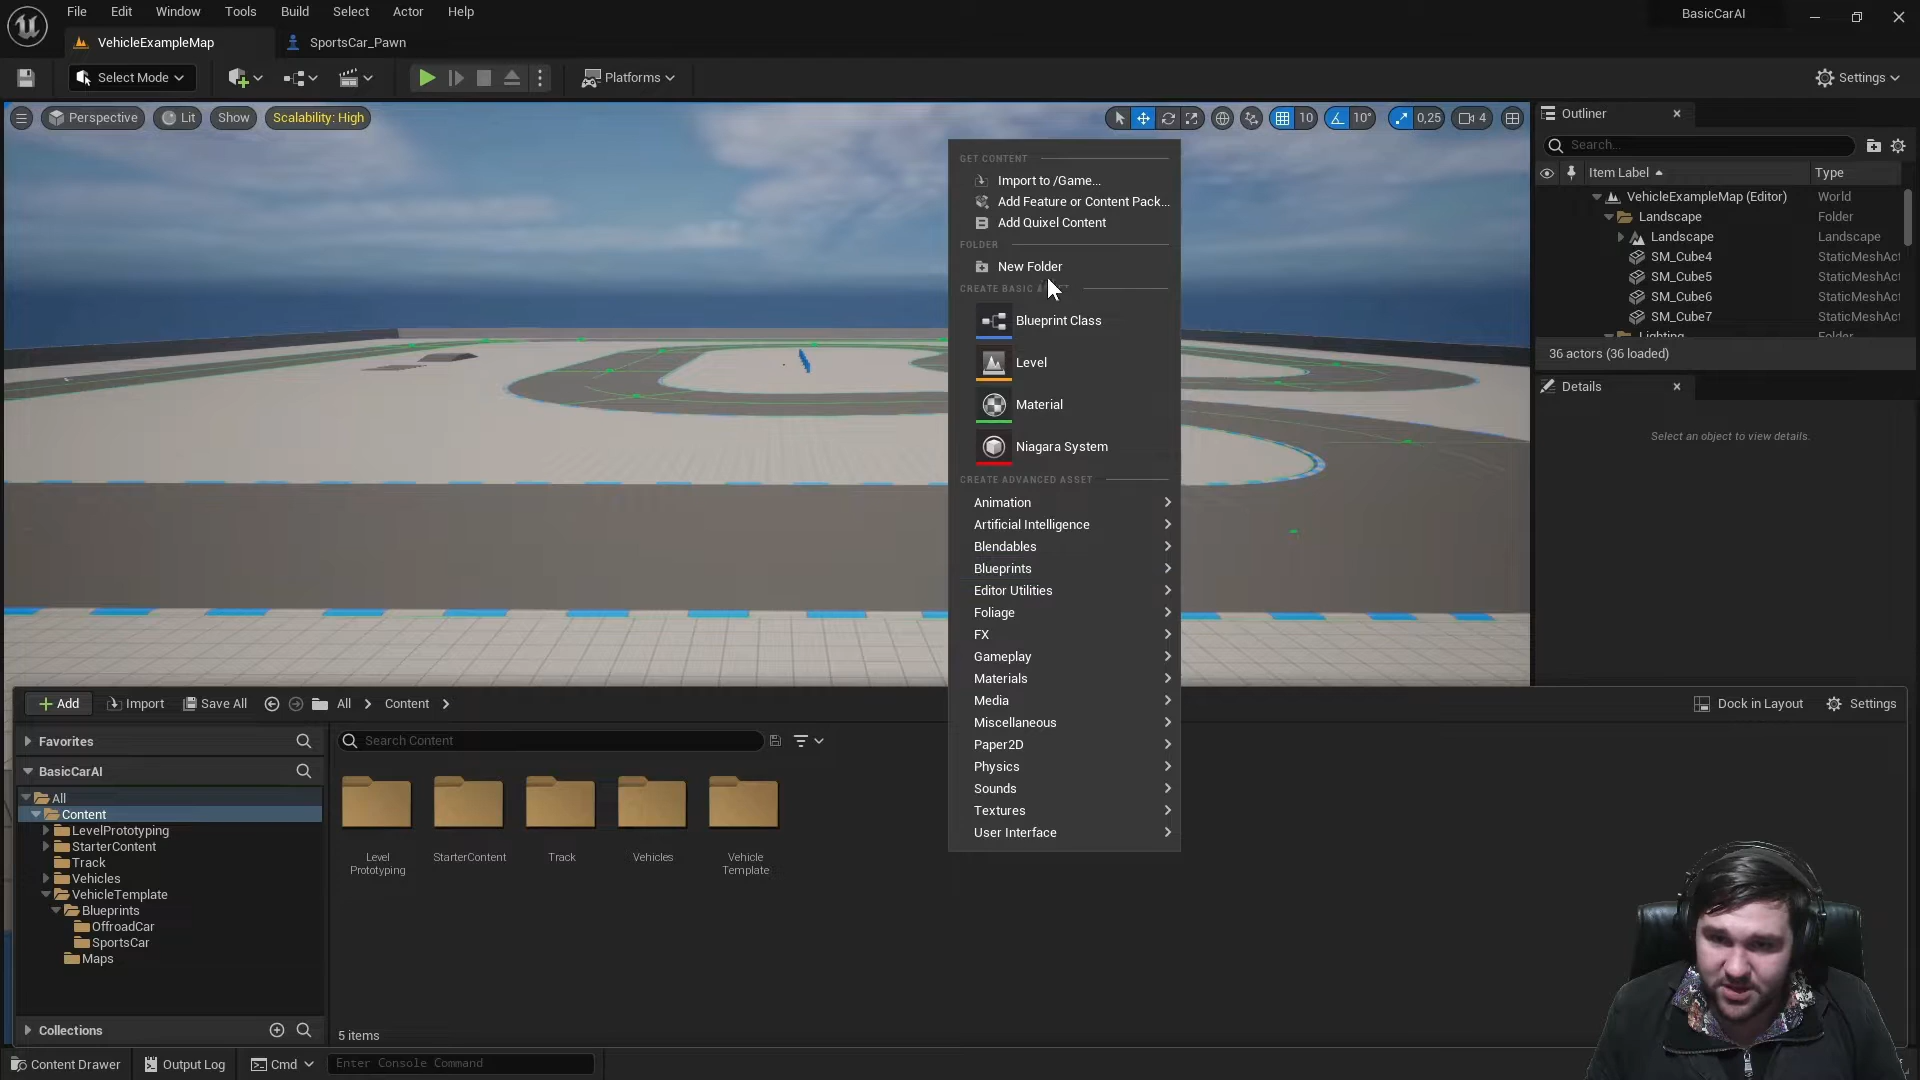 File Edit Window Tools Build Select Actor Help
BasicCarAI
VehicleExampleMap SportsCar_Pawn
Select Mode Platforms Settings
Perspective Lit Show Scalability: High
10 10° 0,25 4
Outliner
Search...
Item Label Type
VehicleExampleMap (Editor) World
Landscape Folder
Landscape Landscape
SM_Cube4 StaticMeshAct
SM_Cube5 StaticMeshAct
SM_Cube6 StaticMeshAct
SM_Cube7 StaticMeshAct
Lighting Folder
36 actors (36 loaded)
Details
Select an object to view details.
GET CONTENT
Import to /Game...
Add Feature or Content Pack...
Add Quixel Content
FOLDER
New Folder
CREATE BASIC
Blueprint Class
Level
Material
Niagara System
CREATE ADVANCED ASSET
Animation
Artificial Intelligence
Blendables
Blueprints
Editor Utilities
Foliage
FX
Gameplay
Materials
Media
Miscellaneous
Paper2D
Physics
Sounds
Textures
User Interface
Add Import Save All All Content
Dock in Layout Settings
Favorites
Search Content
BasicCarAI
All
Content
LevelPrototyping
StarterContent
Track
Vehicles
VehicleTemplate
Blueprints
OffroadCar
SportsCar
Maps
Collections
Level
Prototyping
StarterContent
Track
Vehicles
Vehicle
Template
5 items
Content Drawer Output Log Cmd Enter Console Command